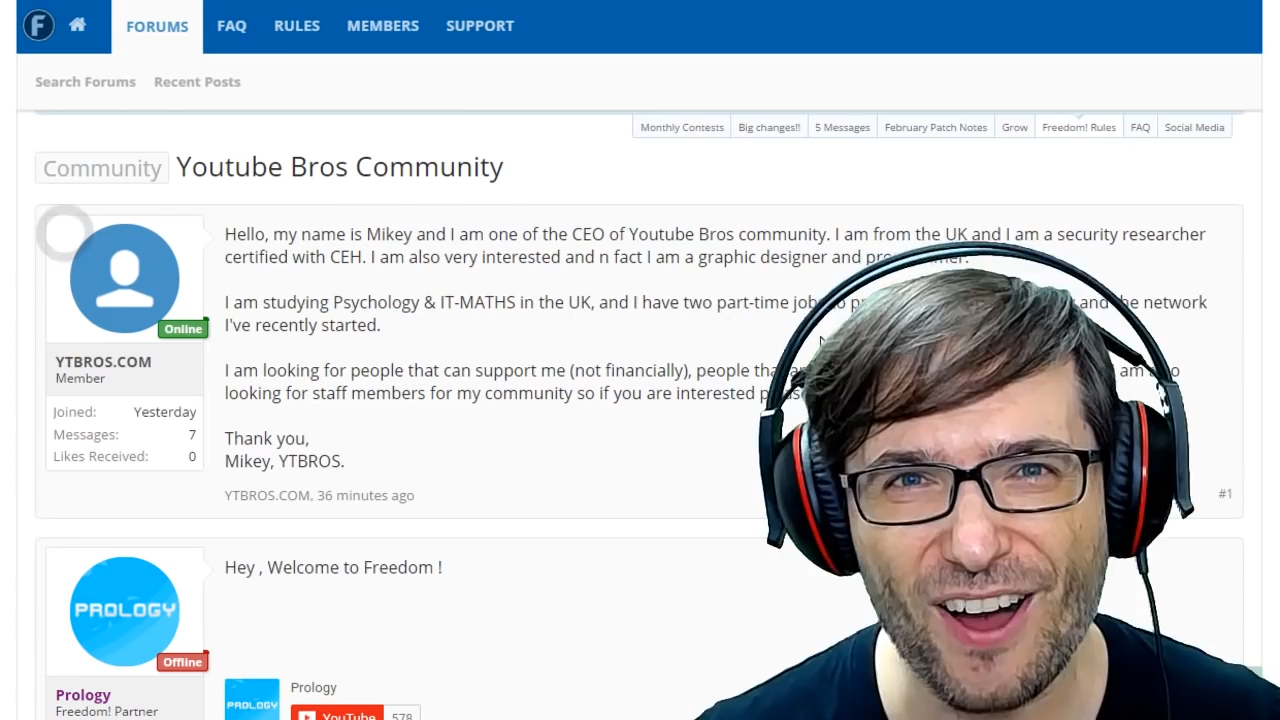 F
FORUMS FAQ RULES MEMBERS SUPPORT
Search Forums Recent Posts
Monthly Contests Big changes!! 5 Messages February Patch Notes Grow Freedom! Rules FAQ Social Media
Community Youtube Bros Community
Hello, my name is Mikey and I am one of the CEO of Youtube Bros community. I am from the UK and I am a security researcher
certified with CEH. I am also very interested and n fact I am a graphic designer and
I am studying Psychology & IT-MATHS in the UK, and I have two part-time and the network
I've recently started.
I am looking for people that can support me (not financially), people am
looking for staff members for my community so if you are interested
Thank you,
Mikey, YTBROS.
YTBROS.COM, 36 minutes ago
#1
Online
YTBROS.COM
Member
Joined: Yesterday
Messages: 7
Likes Received: 0
Hey , Welcome to Freedom !
PROLOGY
Offline
Prology
Freedom! Partner
PROLOGY
Prology
YouTube 578